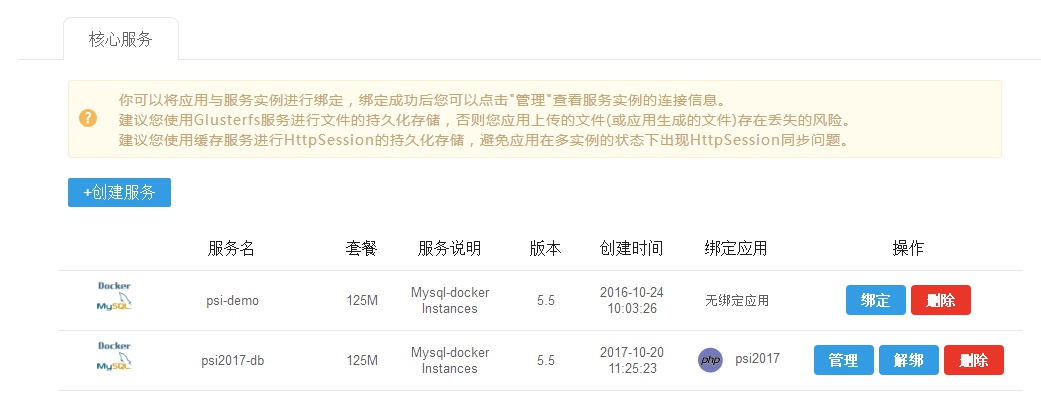 核心服务
你可以将应用与服务实例进行绑定，绑定成功后您可以点击"管理"查看服务实例的连接信息。
建议您使用Glusterfs服务进行文件的持久化存储，否则您应用上传的文件(或应用生成的文件)存在丢失的风险。
建议您使用缓存服务进行HttpSession的持久化存储，避免应用在多实例的状态下出现HttpSession同步问题。
+创建服务
服务名 套餐 服务说明 版本 创建时间 绑定应用 操作
Docker
MySQL
psi-demo
125M
Mysql-docker
Instances
5.5
2016-10-24
10:03:26
无绑定应用
绑定 删除
Docker
MySQL
psi2017-db
125M
Mysql-docker
Instances
5.5
2017-10-20
11:25:23
php psi2017
管理 解绑 删除